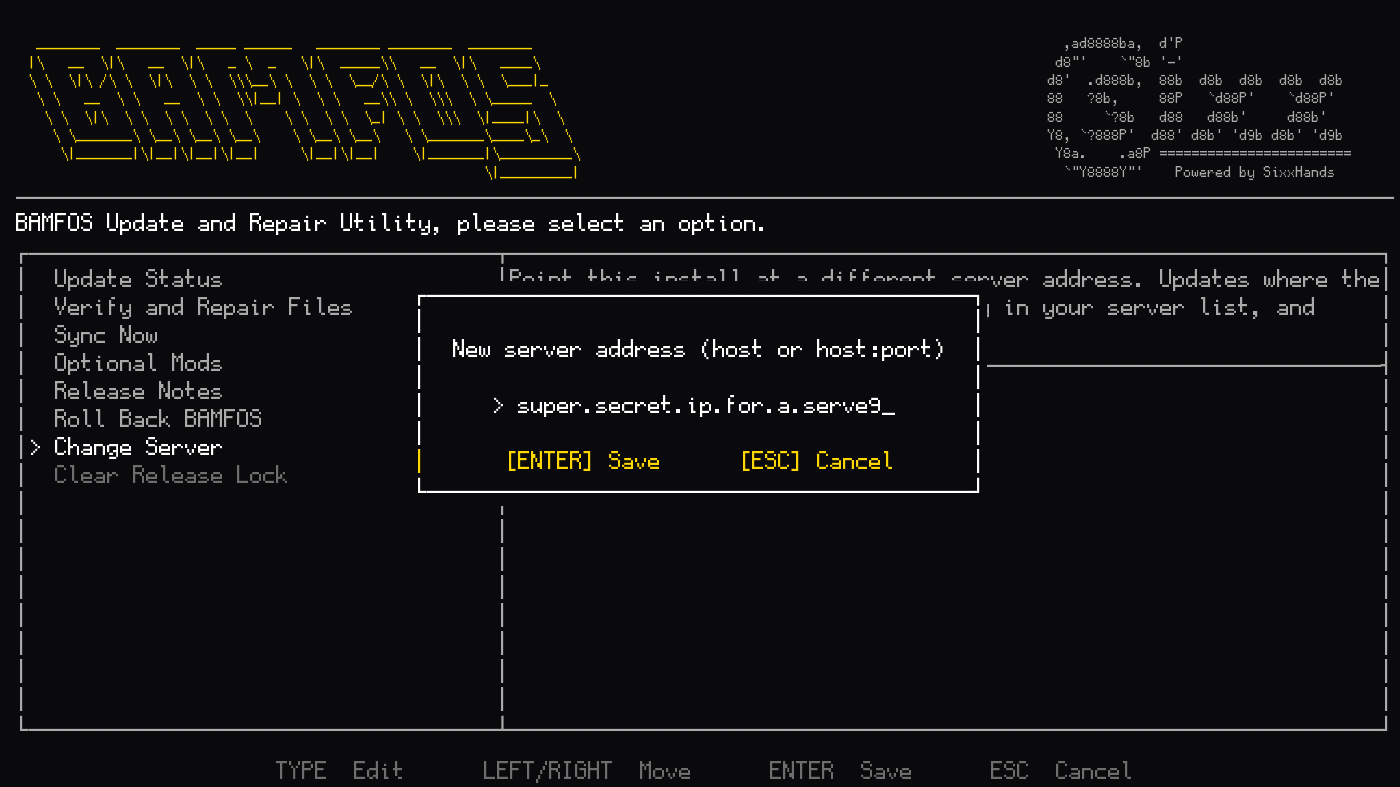 BAMFOS
Powered by SixxHands
BAMFOS Update and Repair Utility, please select an option.
Update Status
Verify and Repair Files
Sync Now
Optional Mods
Release Notes
Roll Back BAMFOS
> Change Server
Clear Release Lock
Point this install at a different server address. Updates where the
in your server list, and
New server address (host or host:port)
> super.secret.ip.for.a.serve9_
[ENTER] Save [ESC] Cancel
TYPE Edit LEFT/RIGHT Move ENTER Save ESC Cancel